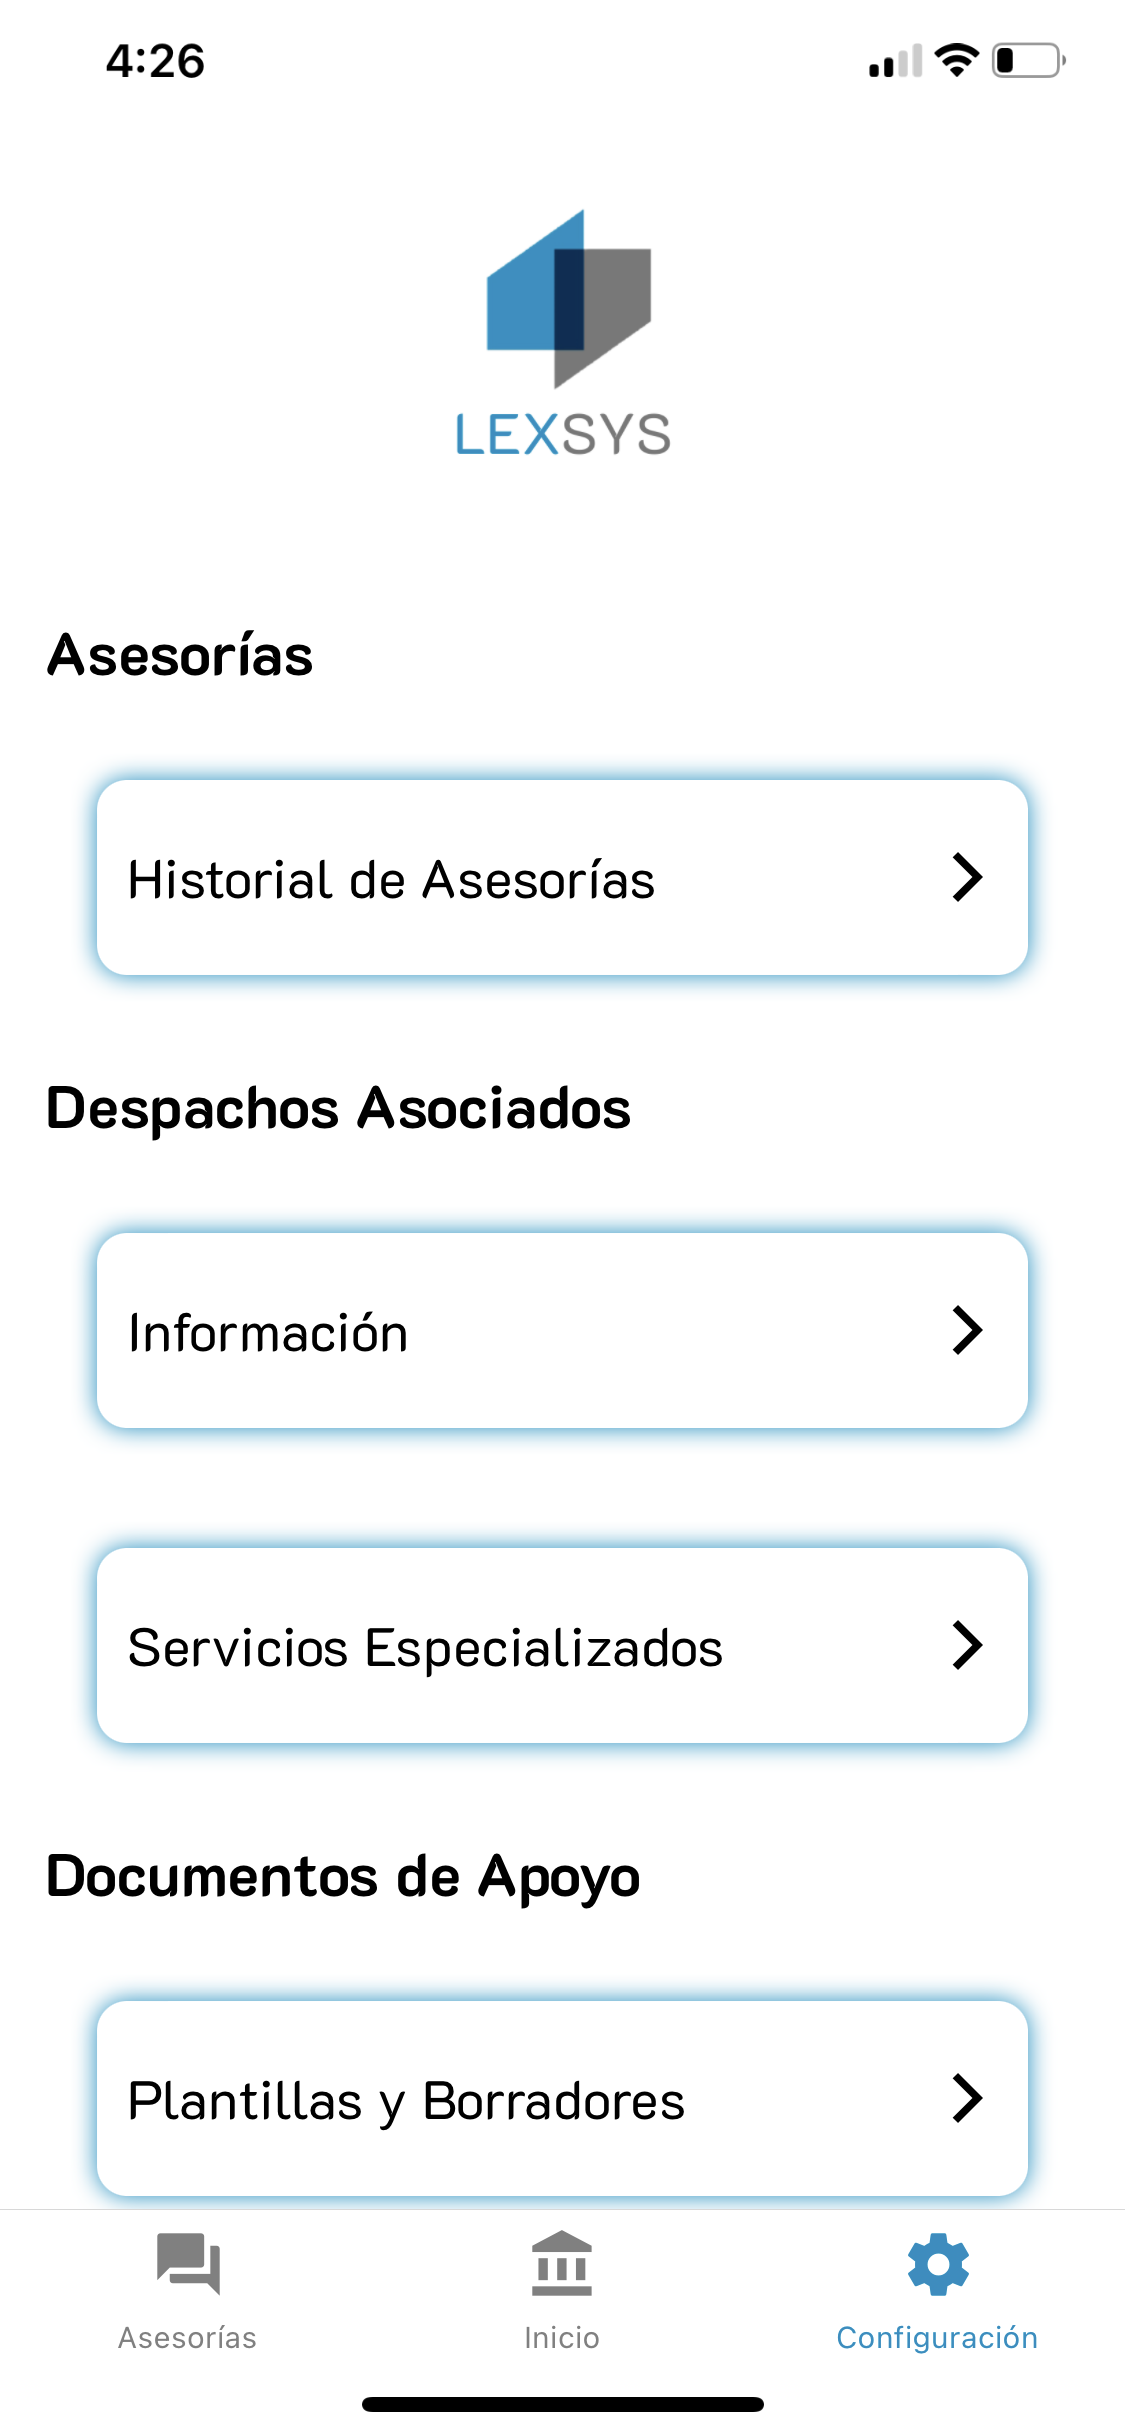 4:26
LEXSYS
Asesorías
Historial de Asesorías
Despachos Asociados
Información
Servicios Especializados
Documentos de Apoyo
Plantillas y Borradores
Asesorías
Inicio
Configuración